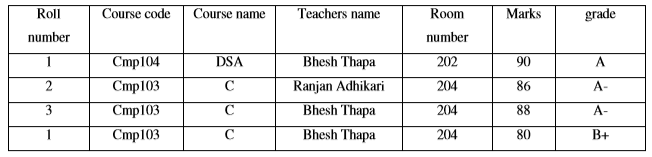 Roll number Course code Course name Teachers name Room number Marks grade
1 Cmp104 DSA Bhesh Thapa 202 90 A
2 Cmp103 C Ranjan Adhikari 204 86 A-
3 Cmp103 C Bhesh Thapa 204 88 A-
1 Cmp103 C Bhesh Thapa 204 80 B+